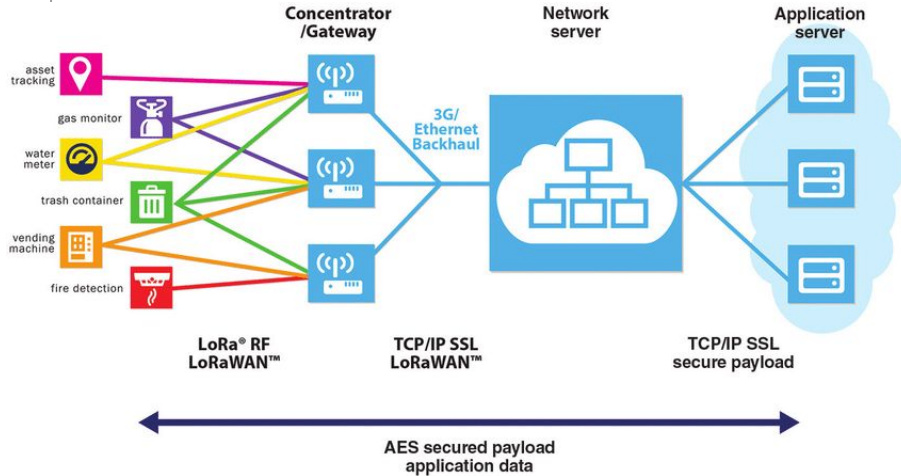 Concentrator
/Gateway
Network
server
Application
server
asset
tracking
gas monitor
water
meter
trash container
vending
machine
fire detection
3G/
Ethernet
Backhaul
LoRa® RF
LoRaWAN™
TCP/IP SSL
LoRaWAN™
TCP/IP SSL
secure payload
AES secured payload
application data